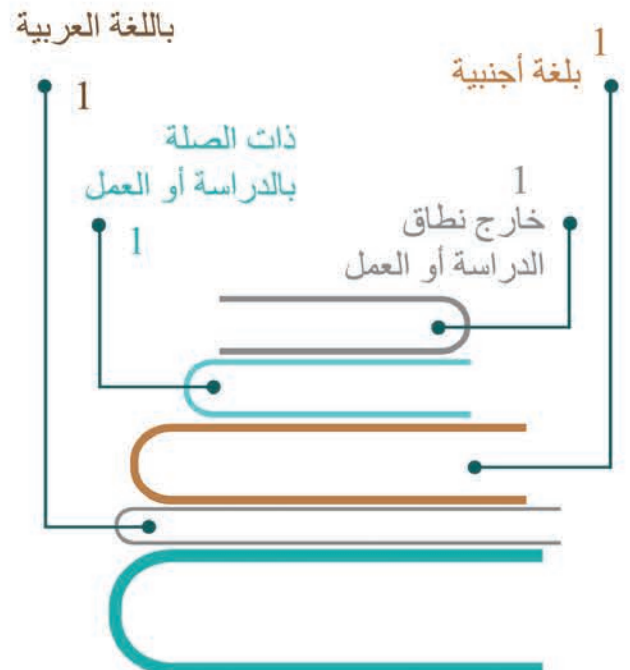 باللغة العربية
1
1
بلغة أجنبية
ذات الصلة
بالدراسة أو العمل
1
1
خارج نطاق
الدراسة أو العمل